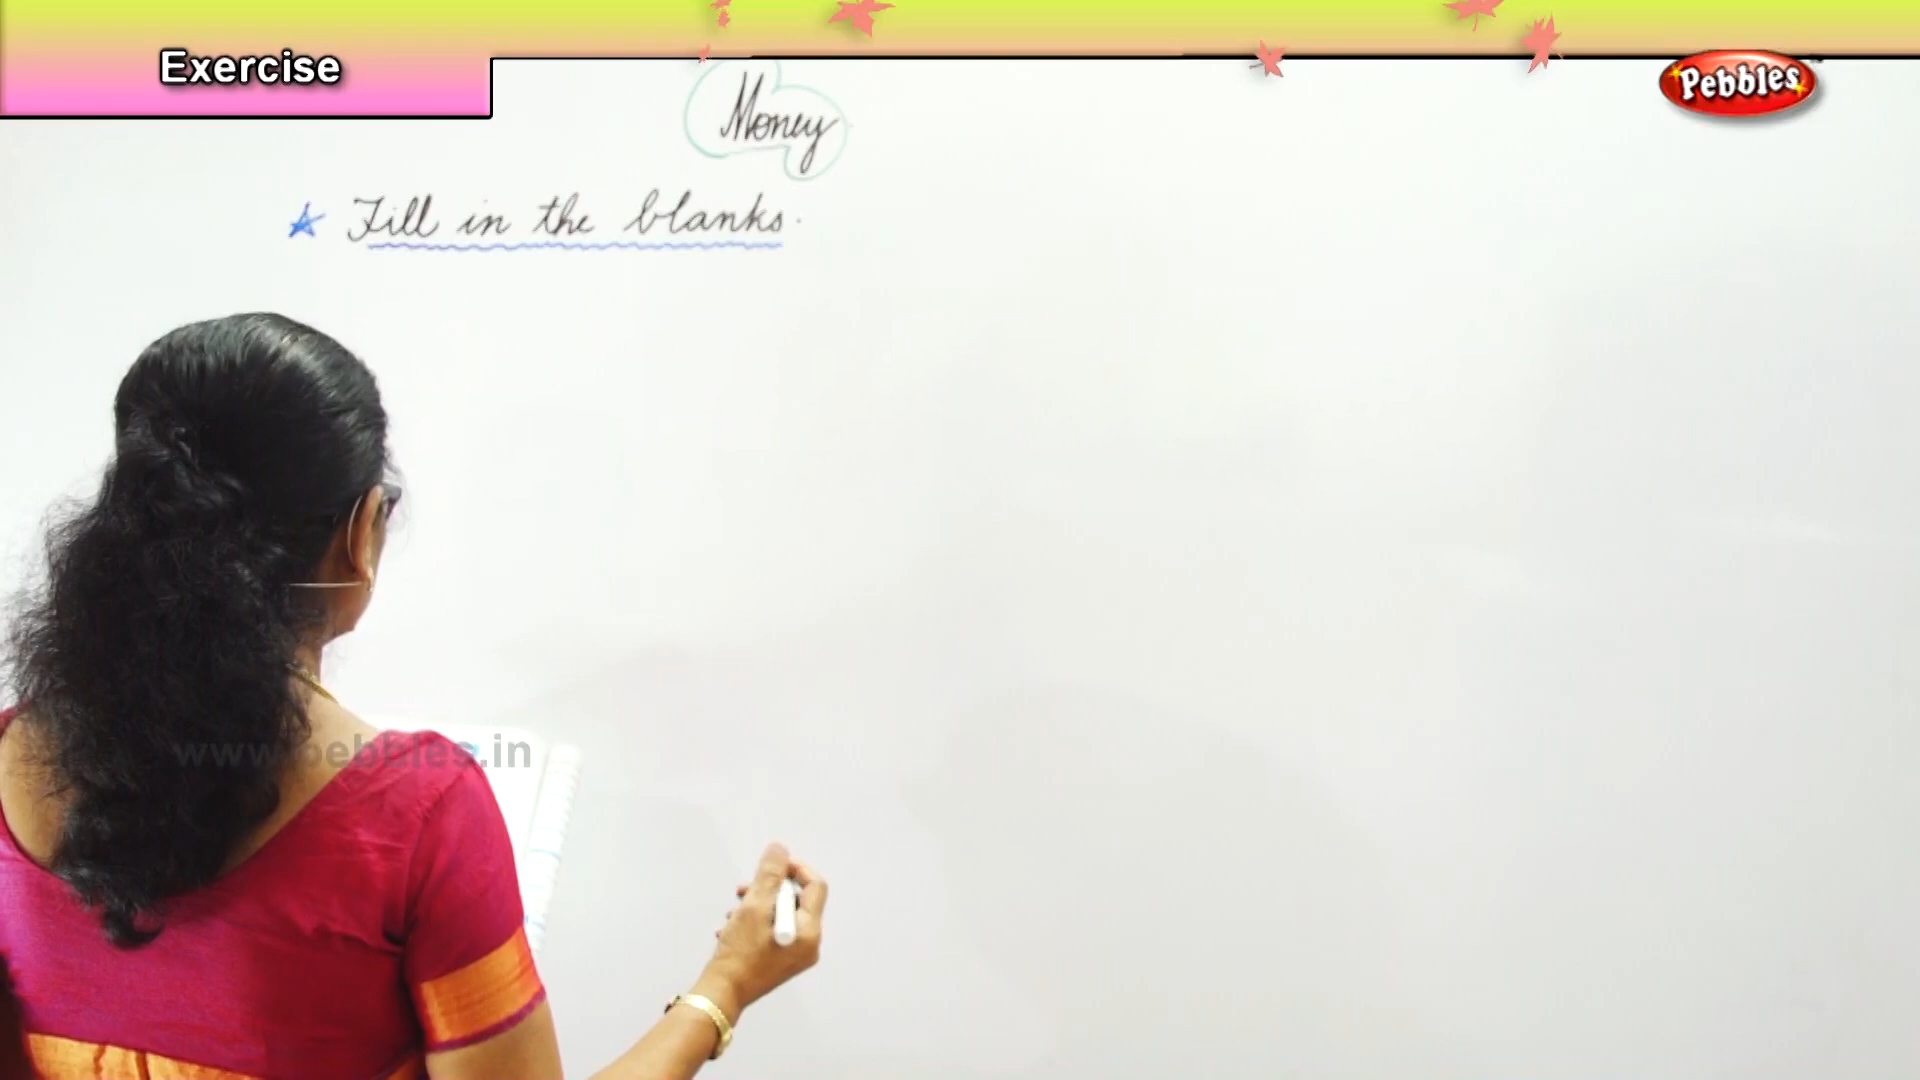 Exercise
Pebbles
Money
Fill in the blanks.
www.pebbles.in